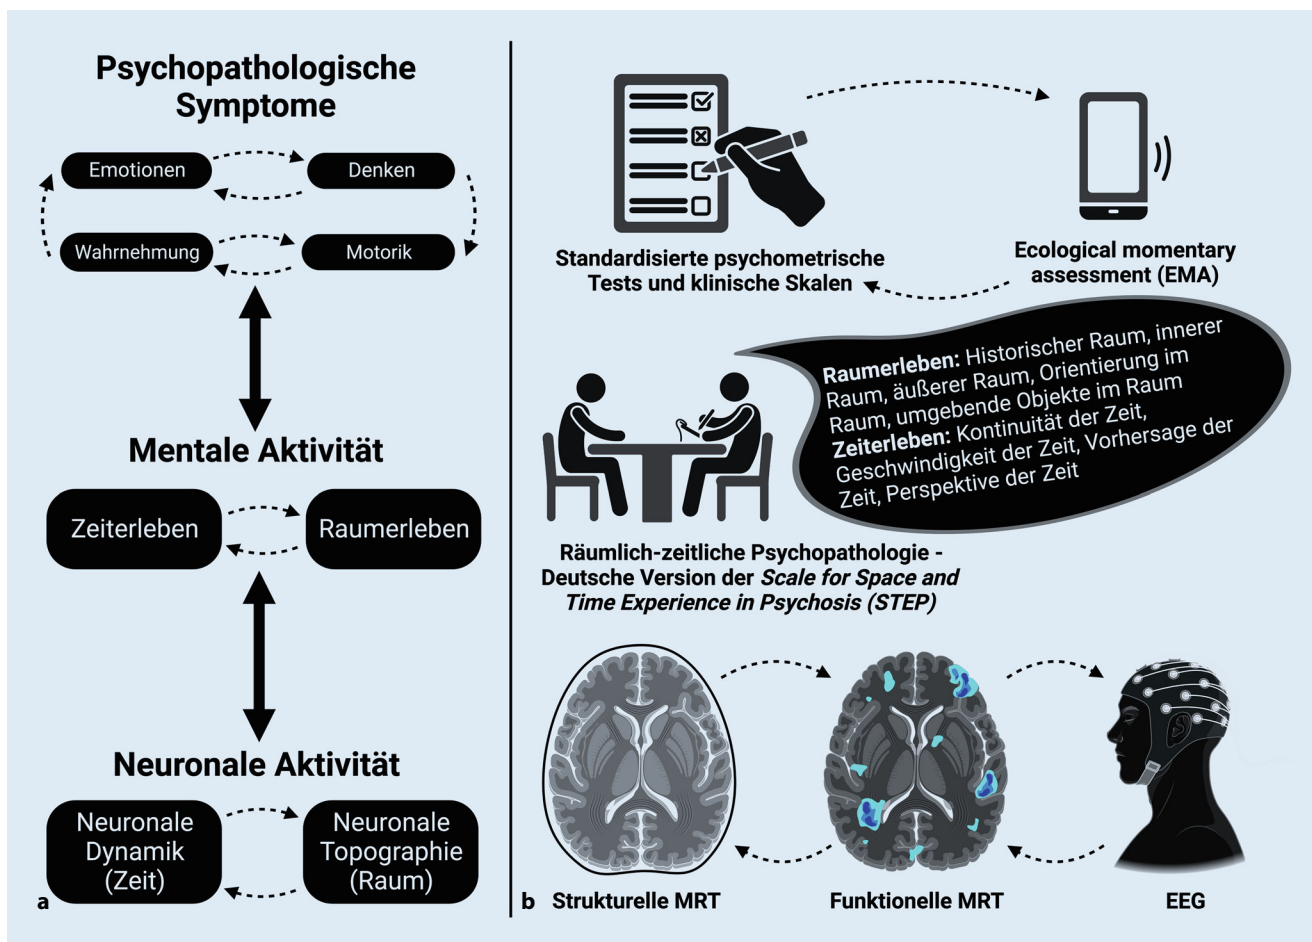 Psychopathologische
Symptome
Emotionen
Denken
Wahrnehmung
Motorik
Mentale Aktivität
Zeiterleben
Raumerleben
Neuronale Aktivität
Neuronale
Dynamik
(Zeit)
Neuronale
Topographie
(Raum)
a
Standardisierte psychometrische
Tests und klinische Skalen
Ecological momentary
assessment (EMA)
Raumerleben: Historischer Raum, innerer
Raum, äußerer Raum, Orientierung im
Raum, umgebende Objekte im Raum
Zeiterleben: Kontinuität der Zeit,
Geschwindigkeit der Zeit, Vorhersage der
Zeit, Perspektive der Zeit
Räumlich-zeitliche Psychopathologie -
Deutsche Version der Scale for Space and
Time Experience in Psychosis (STEP)
b
Strukturelle MRT
Funktionelle MRT
EEG